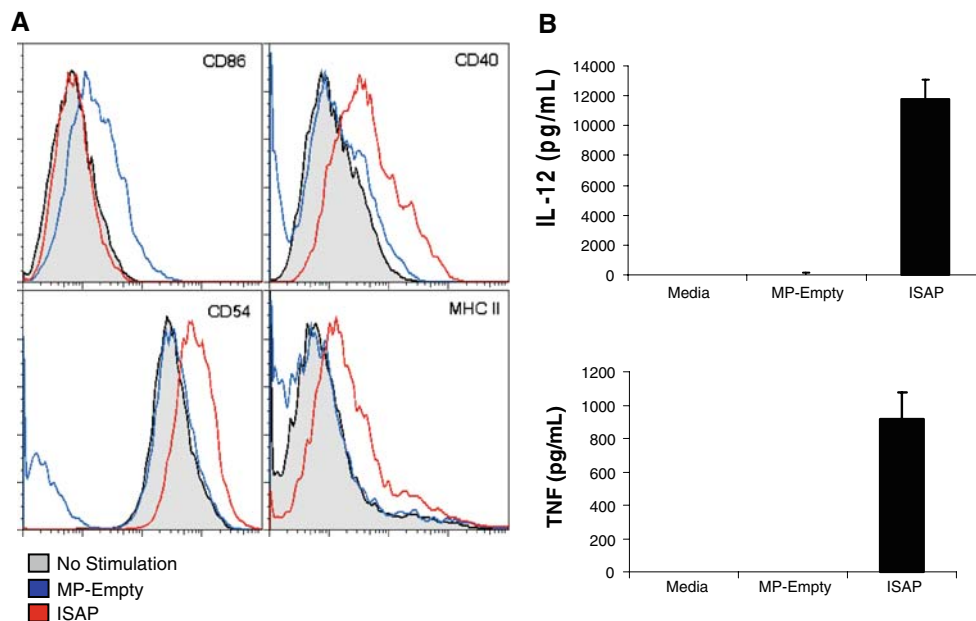 A
CD86
CD40
CD54
MHC II
No Stimulation
MP-Empty
ISAP
B
IL-12 (pg/mL)
14000
12000
10000
8000
6000
4000
2000
0
Media MP-Empty ISAP
TNF (pg/mL)
1200
1000
800
600
400
200
0
Media MP-Empty ISAP